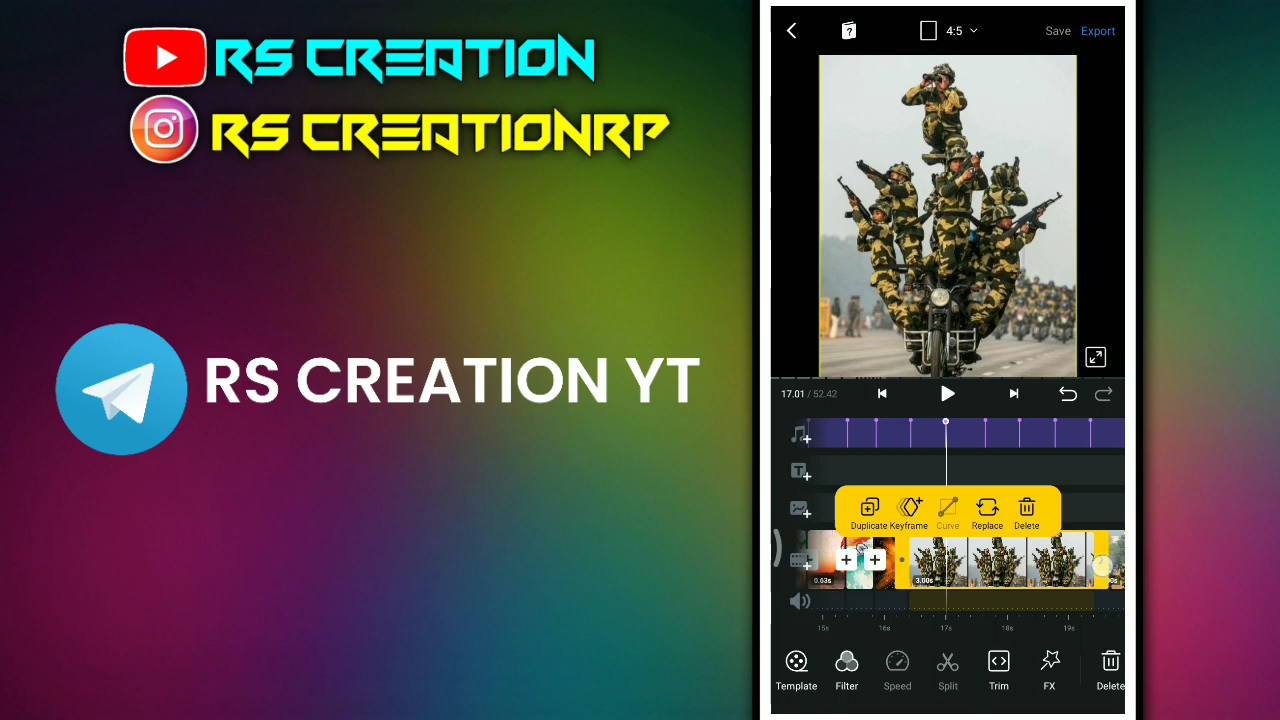 RS CREATION
RS CREATIONRP
RS CREATION YT
4:5
Save
Export
17.01 / 52.42
Duplicate
Keyframe
Curve
Replace
Delete
0.63s
3.00s
15s
16s
17s
18s
19s
Template
Filter
Speed
Split
Trim
FX
Delete